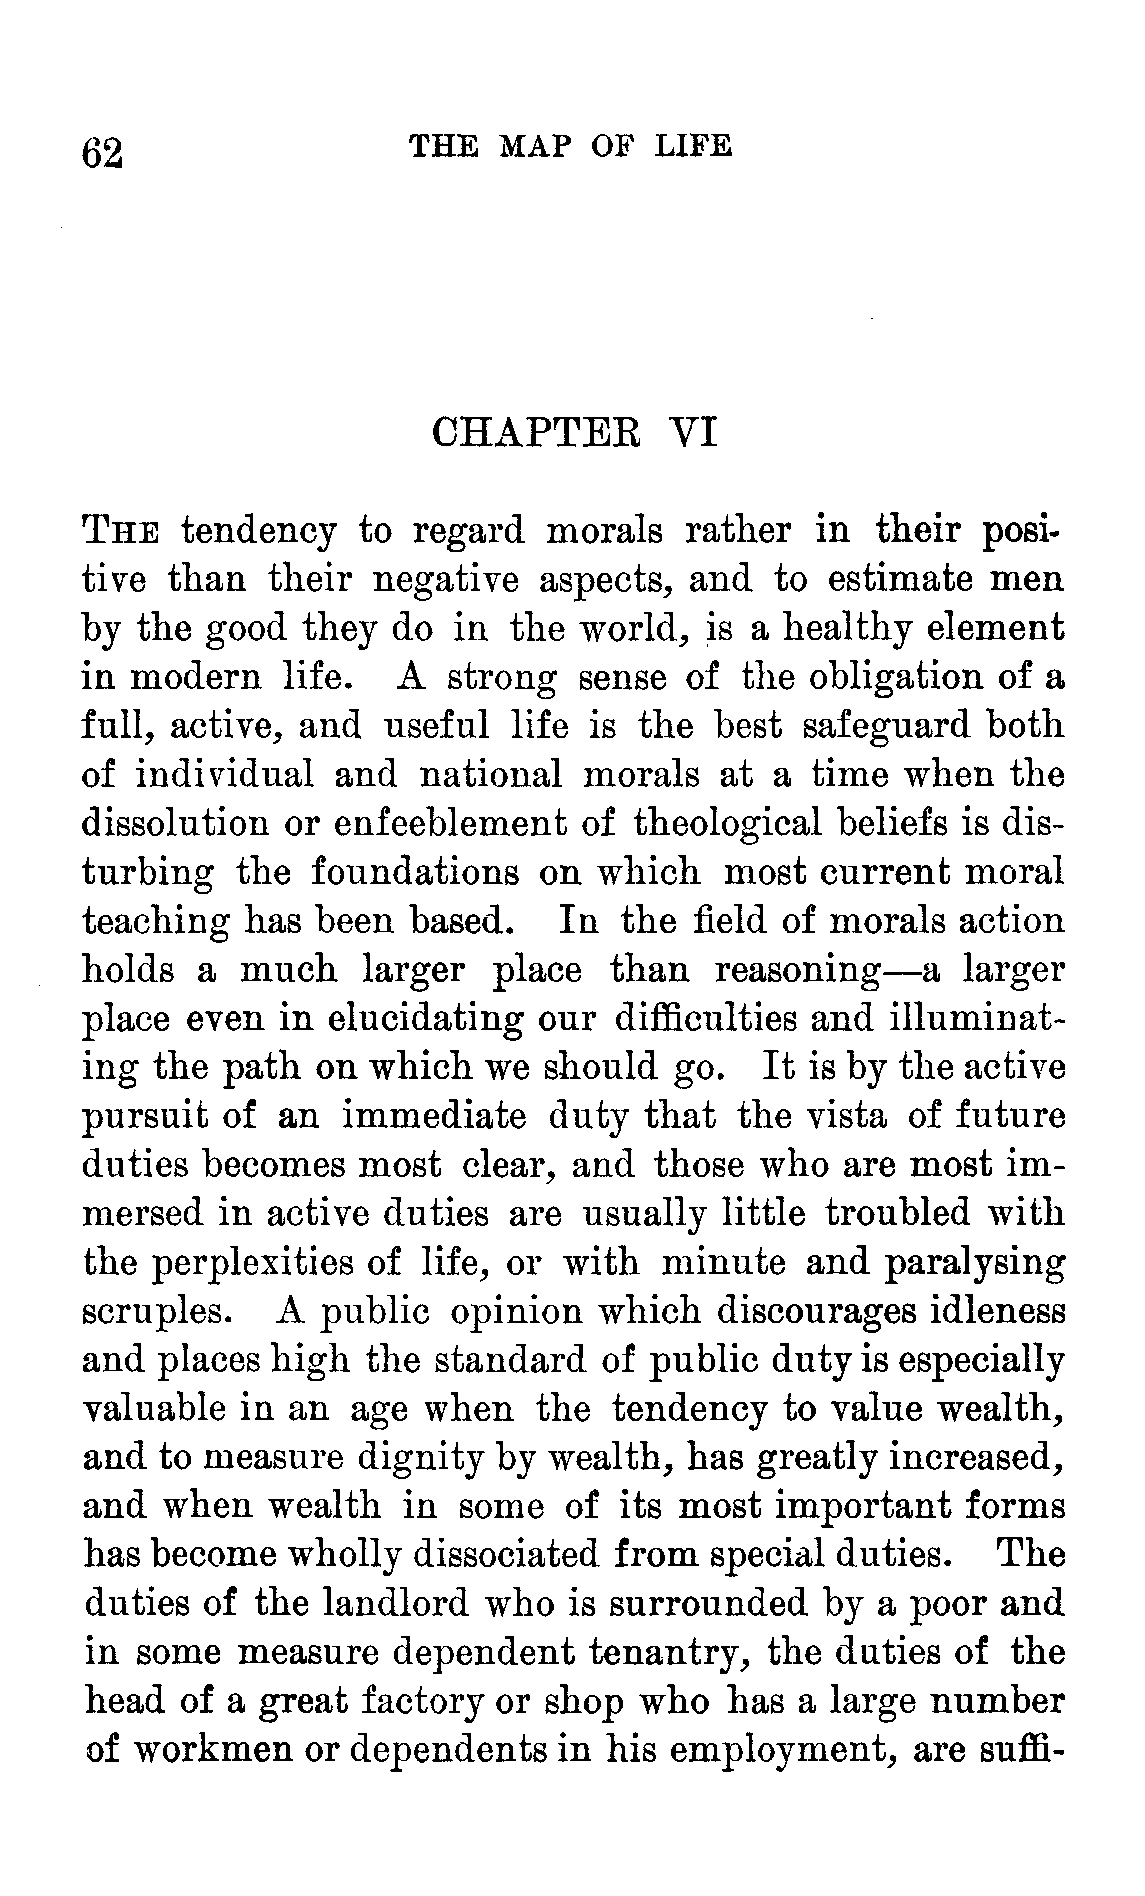 62 THE MAP OF LIFE
CHAPTER VI
THE tendency to regard morals rather in their posi-
tive than their negative aspects, and to estimate men
by the good they do in the world, is a healthy element
in modern life. A strong sense of the obligation of a
full, active, and useful life is the best safeguard both
of individual and national morals at a time when the
dissolution or enfeeblement of theological beliefs is dis-
turbing the foundations on which most current moral
teaching has been based. In the field of morals action
holds a much larger place than reasoning—a larger
place even in elucidating our difficulties and illuminat-
ing the path on which we should go. It is by the active
pursuit of an immediate duty that the vista of future
duties becomes most clear, and those who are most im-
mersed in active duties are usually little troubled with
the perplexities of life, or with minute and paralysing
scruples. A public opinion which discourages idleness
and places high the standard of public duty is especially
valuable in an age when the tendency to value wealth,
and to measure dignity by wealth, has greatly increased,
and when wealth in some of its most important forms
has become wholly dissociated from special duties. The
duties of the landlord who is surrounded by a poor and
in some measure dependent tenantry, the duties of the
head of a great factory or shop who has a large number
of workmen or dependents in his employment, are suffi-